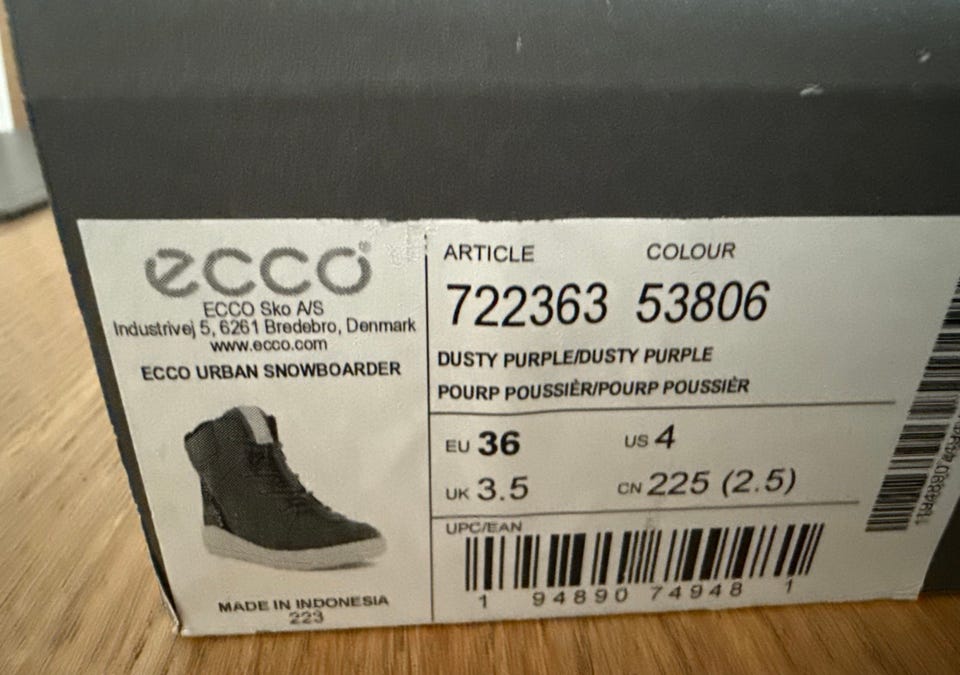 ecco®
ECCO Sko A/S
Industrivej 5, 6261 Bredebro, Denmark
www.ecco.com
ECCO URBAN SNOWBOARDER
MADE IN INDONESIA
223
ARTICLE COLOUR
722363 53806
DUSTY PURPLE/DUSTY PURPLE
POURP POUSSIÈR/POURP POUSSIÈR
EU 36 US 4
UK 3.5 CN 225 (2.5)
UPC/EAN
1 94890 74948 1